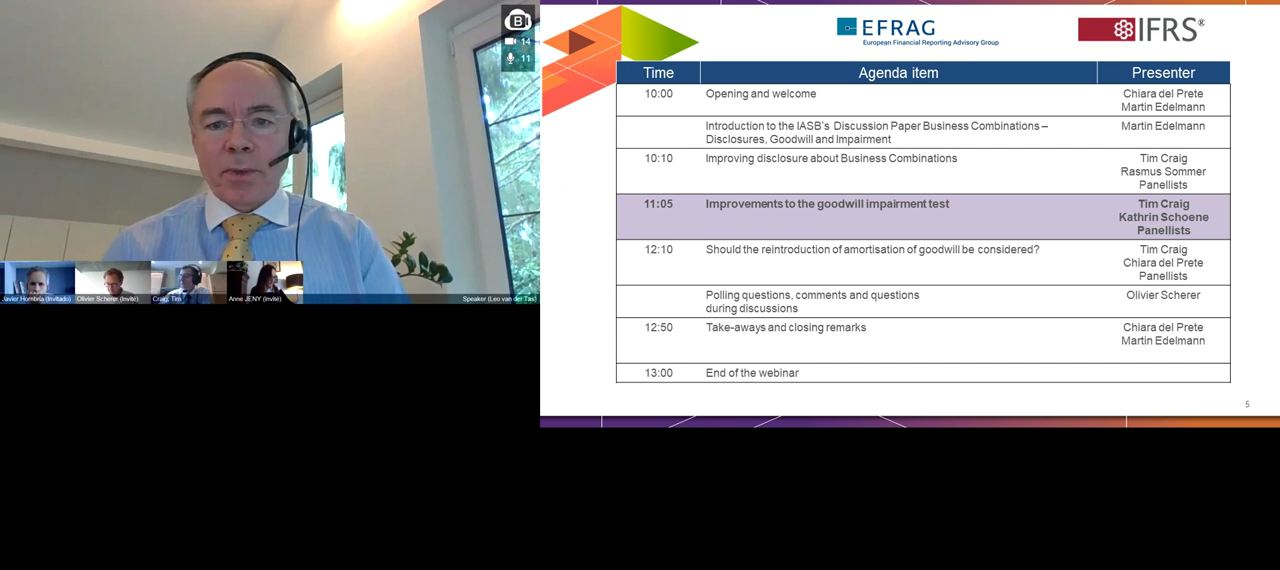 B
14
11
Javier Hombria (Invitado)
Olivier Scherer (Invité)
Craig, Tim
Anne JENY (Invité)
Speaker (Leo van der Tas)
EFRAG
European Financial Reporting Advisory Group
IFRS®
Time Agenda item Presenter
10:00 Opening and welcome Chiara del Prete
Martin Edelmann
Introduction to the IASB's Discussion Paper Business Combinations – Martin Edelmann
Disclosures, Goodwill and Impairment
10:10 Improving disclosure about Business Combinations Tim Craig
Rasmus Sommer
Panellists
11:05 Improvements to the goodwill impairment test Tim Craig
Kathrin Schoene
Panellists
12:10 Should the reintroduction of amortisation of goodwill be considered? Tim Craig
Chiara del Prete
Panellists
Polling questions, comments and questions Olivier Scherer
during discussions
12:50 Take-aways and closing remarks Chiara del Prete
Martin Edelmann
13:00 End of the webinar
5